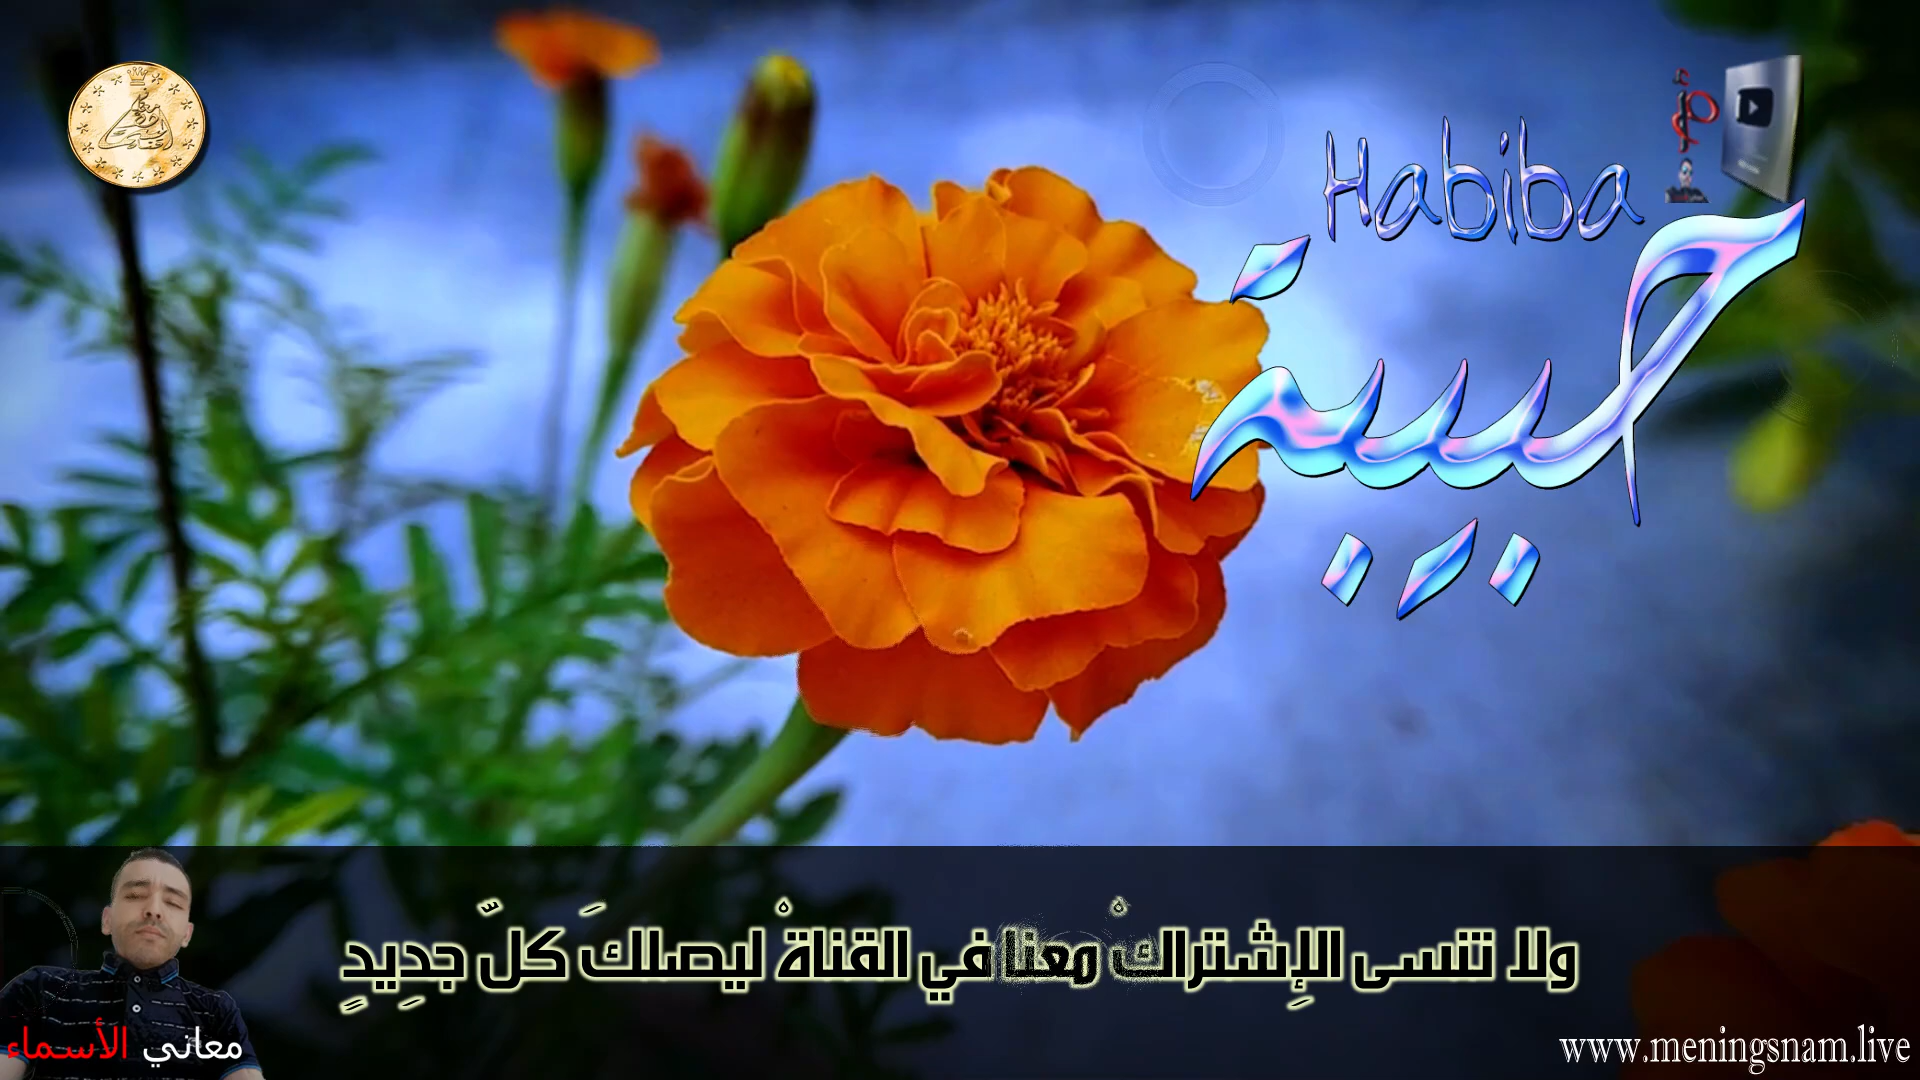 Habiba
حبيبة
ولا تنسى الإِشتراكْ معنا في القناةْ ليصلكَ كلّ جدِيدٍ
معاني الأسماء
www.meningsnam.live